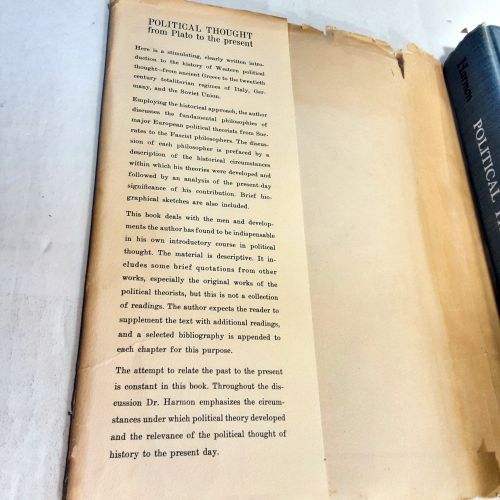 POLITICAL THOUGHT
from Plato to the present
Here is a stimulating, clearly written intro-
duction to the history of Western political
thought—from ancient Greece to the twentieth
century totalitarian regimes of Italy, Ger-
many, and the Soviet Union.
Employing the historical approach, the author
discusses the fundamental philosophies of
major European political theorists from Soc-
rates to the Fascist philosophers. The discus-
sion of each philosopher is prefaced by a
description of the historical circumstances
within which his theories were developed and
followed by an analysis of the present-day
significance of his contribution. Brief bio-
graphical sketches are also included.
This book deals with the men and develop-
ments the author has found to be indispensable
in his own introductory course in political
thought. The material is descriptive. It in-
cludes some brief quotations from other
works, especially the original works of the
political theorists, but this is not a collection
of readings. The author expects the reader to
supplement the text with additional readings,
and a selected bibliography is appended to
each chapter for this purpose.
The attempt to relate the past to the present
is constant in this book. Throughout the dis-
cussion Dr. Harmon emphasizes the circum-
stances under which political theory developed
and the relevance of the political thought of
history to the present day.
Harmon
POLITICAL